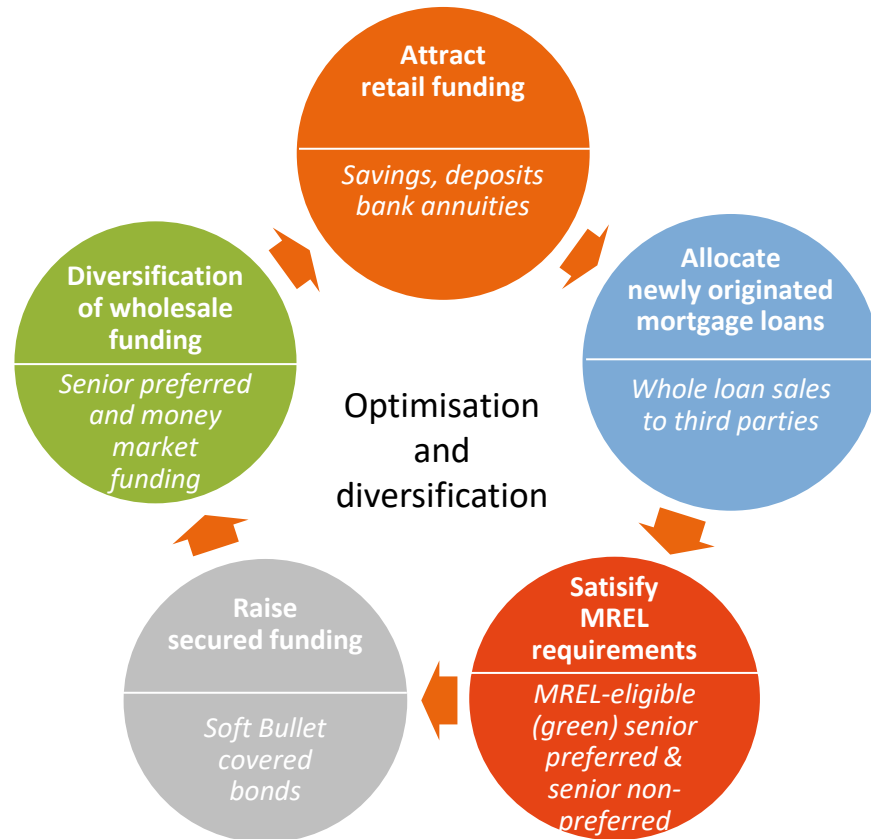 Attract
retail funding
Savings, deposits
bank annuities
Allocate
newly originated
mortgage loans
Whole loan sales
to third parties
Satisify
MREL
requirements
MREL-eligible
(green) senior
preferred &
senior non-
preferred
Raise
secured funding
Soft Bullet
covered
bonds
Diversification
of wholesale
funding
Senior preferred
and money
market
funding
Optimisation
and
diversification